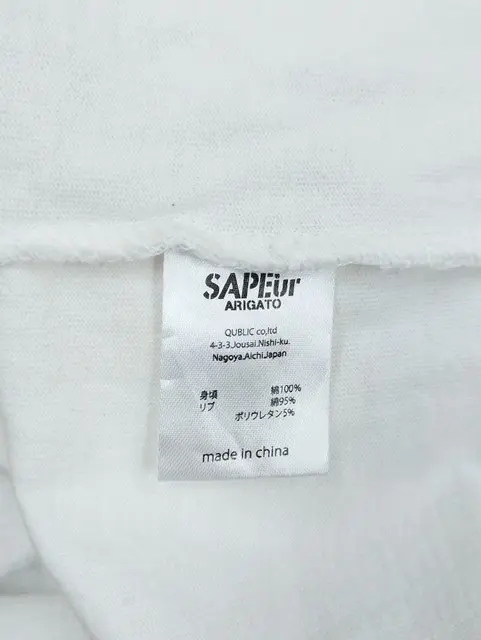 SAPEur
ARIGATO
QUBLIC co,ltd
4-3-3.Jousai.Nishi-ku.
Nagoya.Aichi.Japan
身頃 綿100%
リブ 綿95%
ポリウレタン5%
made in china